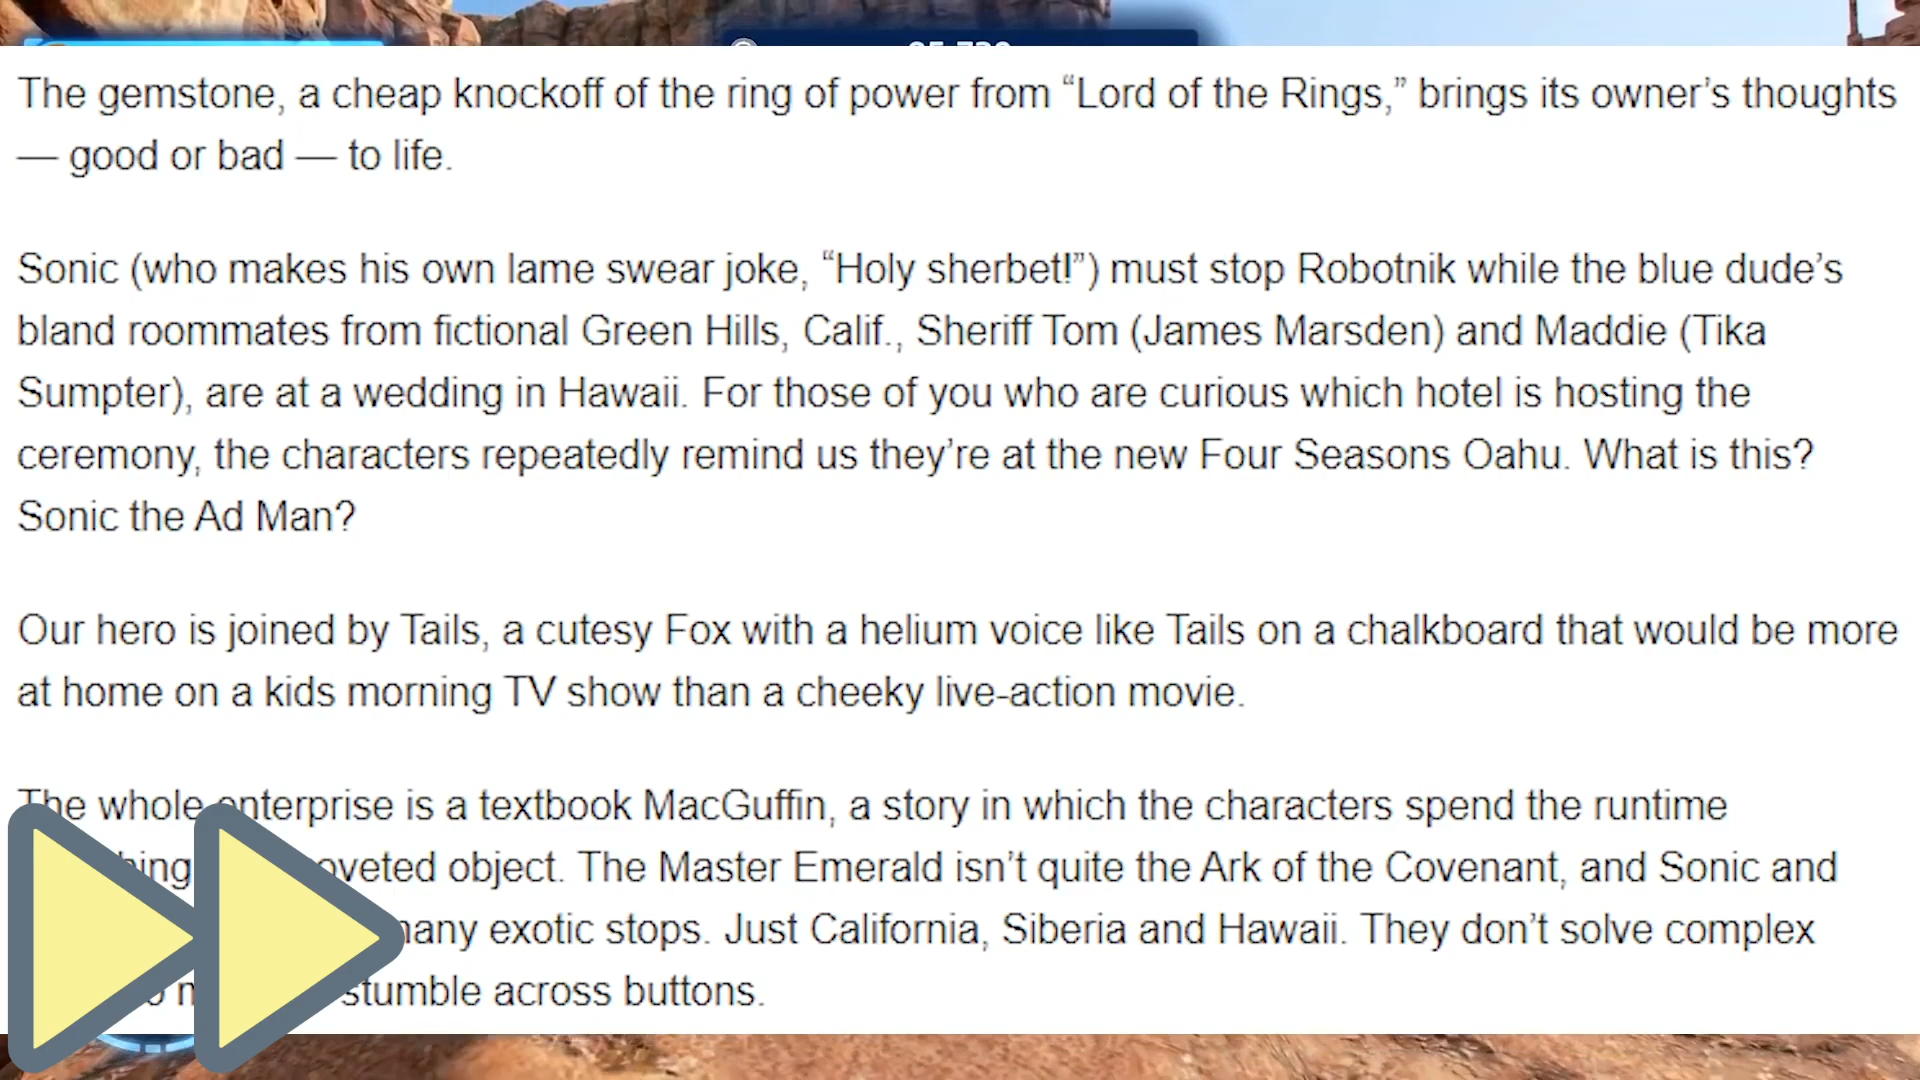 The gemstone, a cheap knockoff of the ring of power from “Lord of the Rings,” brings its owner’s thoughts
— good or bad — to life.
Sonic (who makes his own lame swear joke, “Holy sherbet!”) must stop Robotnik while the blue dude’s
bland roommates from fictional Green Hills, Calif., Sheriff Tom (James Marsden) and Maddie (Tika
Sumpter), are at a wedding in Hawaii. For those of you who are curious which hotel is hosting the
ceremony, the characters repeatedly remind us they’re at the new Four Seasons Oahu. What is this?
Sonic the Ad Man?
Our hero is joined by Tails, a cutesy Fox with a helium voice like Tails on a chalkboard that would be more
at home on a kids morning TV show than a cheeky live-action movie.
The whole enterprise is a textbook MacGuffin, a story in which the characters spend the runtime
object. The Master Emerald isn’t quite the Ark of the Covenant, and Sonic and
many exotic stops. Just California, Siberia and Hawaii. They don’t solve complex
stumble across buttons.